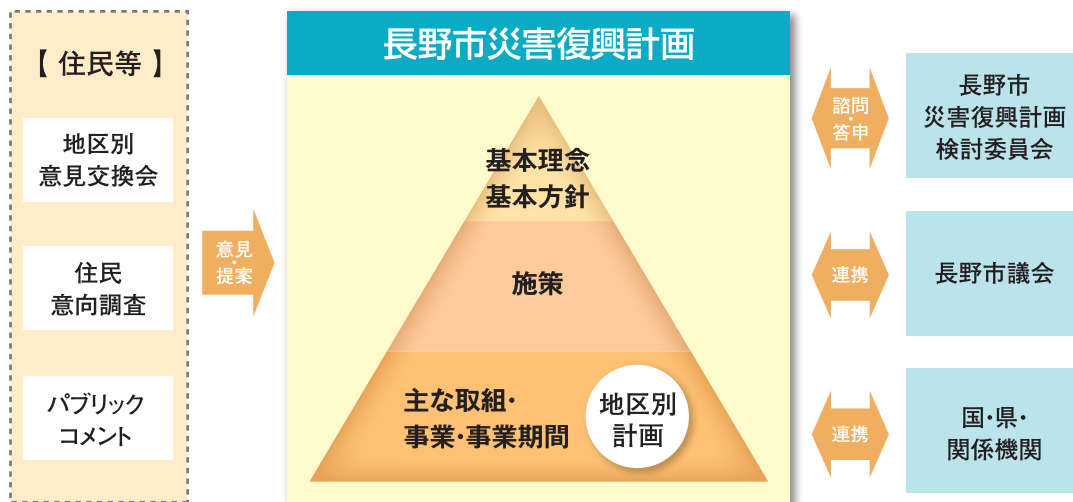 【 住民等 】
地区別
意見交換会
住民
意向調査
パブリック
コメント
意見・
提案
長野市災害復興計画
基本理念
基本方針
施策
主な取組・
事業・事業期間
地区別
計画
諮問・
答申
長野市
災害復興計画
検討委員会
連携
長野市議会
連携
国・県・
関係機関